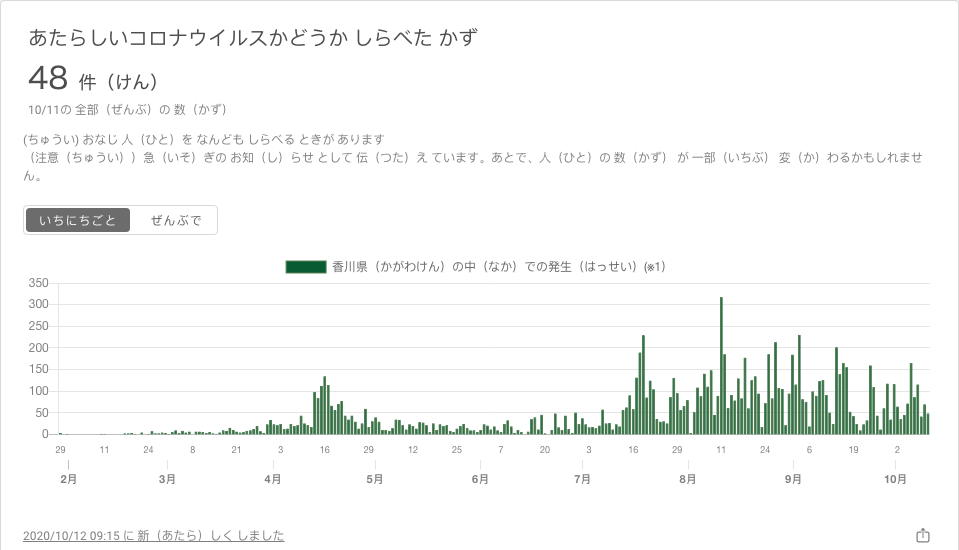 あたらしいコロナウイルスかどうか しらべた かず
48 件（けん）
10/11の 全部（ぜんぶ）の 数（かず）
(ちゅうい) おなじ 人（ひと）を なんども しらべる ときが あります
（注意（ちゅうい））急（いそ）ぎの お知（し）らせ として 伝（つた）え ています。あとで、人（ひと）の 数（かず） が 一部（いちぶ） 変（か）わるかもしれませ
ん。
いちにちごと ぜんぶで
香川県（かがわけん）の中（なか）での発生（はっせい）(※1)
350
300
250
200
150
100
50
0
29 11 24 8 21 3 16 29 12 25 7 20 3 16 29 11 24 6 19 2
2月 3月 4月 5月 6月 7月 8月 9月 10月
2020/10/12 09:15 に 新（あたら）しく しました